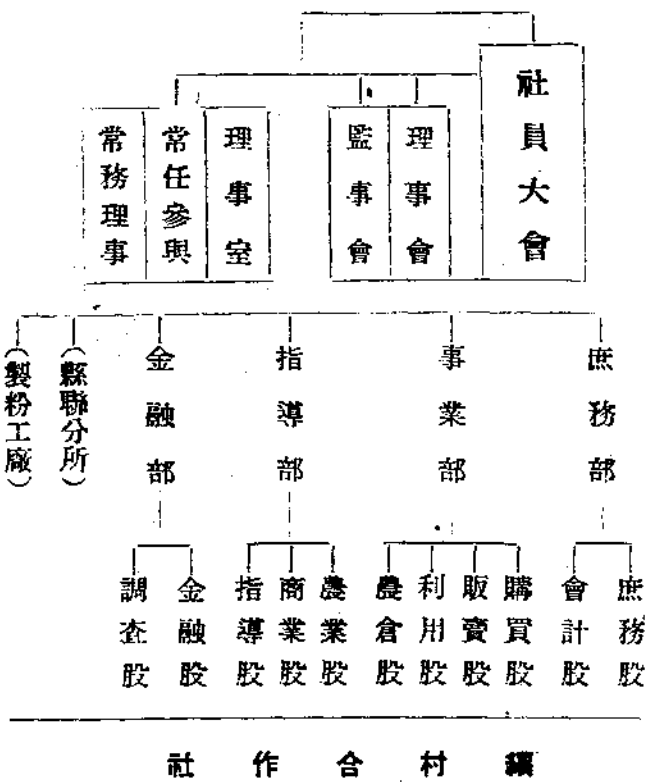 社員大會
理事會
監事會
理事室
常任參與
常務理事
庶務部
事業部
指導部
金融部
(縣聯分所)
(製粉工廠)
庶務股
會計股
購買股
販賣股
利用股
農倉股
農業股
商業股
指導股
金融股
調查股
鎮村合作社